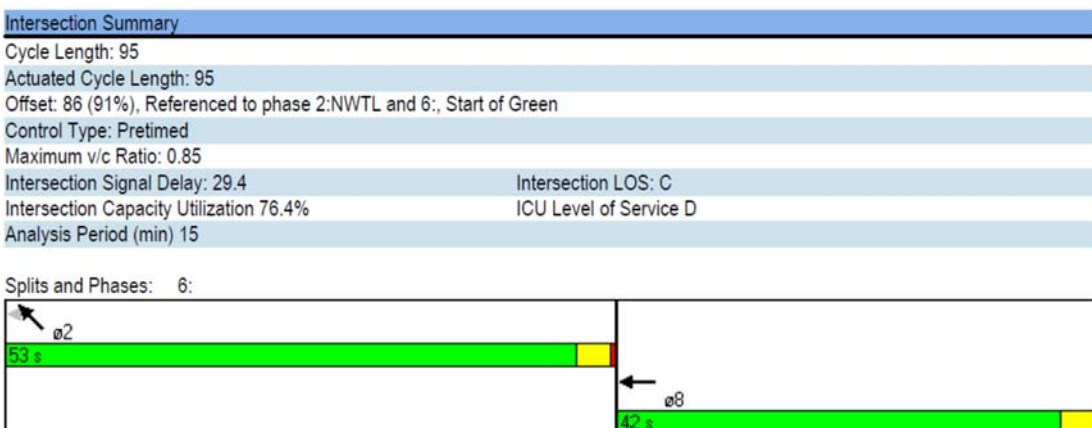 Intersection Summary
Cycle Length: 95
Actuated Cycle Length: 95
Offset: 86 (91%), Referenced to phase 2:NWTL and 6:, Start of Green
Control Type: Pretimed
Maximum v/c Ratio: 0.85
Intersection Signal Delay: 29.4 Intersection LOS: C
Intersection Capacity Utilization 76.4% ICU Level of Service D
Analysis Period (min) 15
Splits and Phases: 6:
ø2
53 s
ø8
42 s